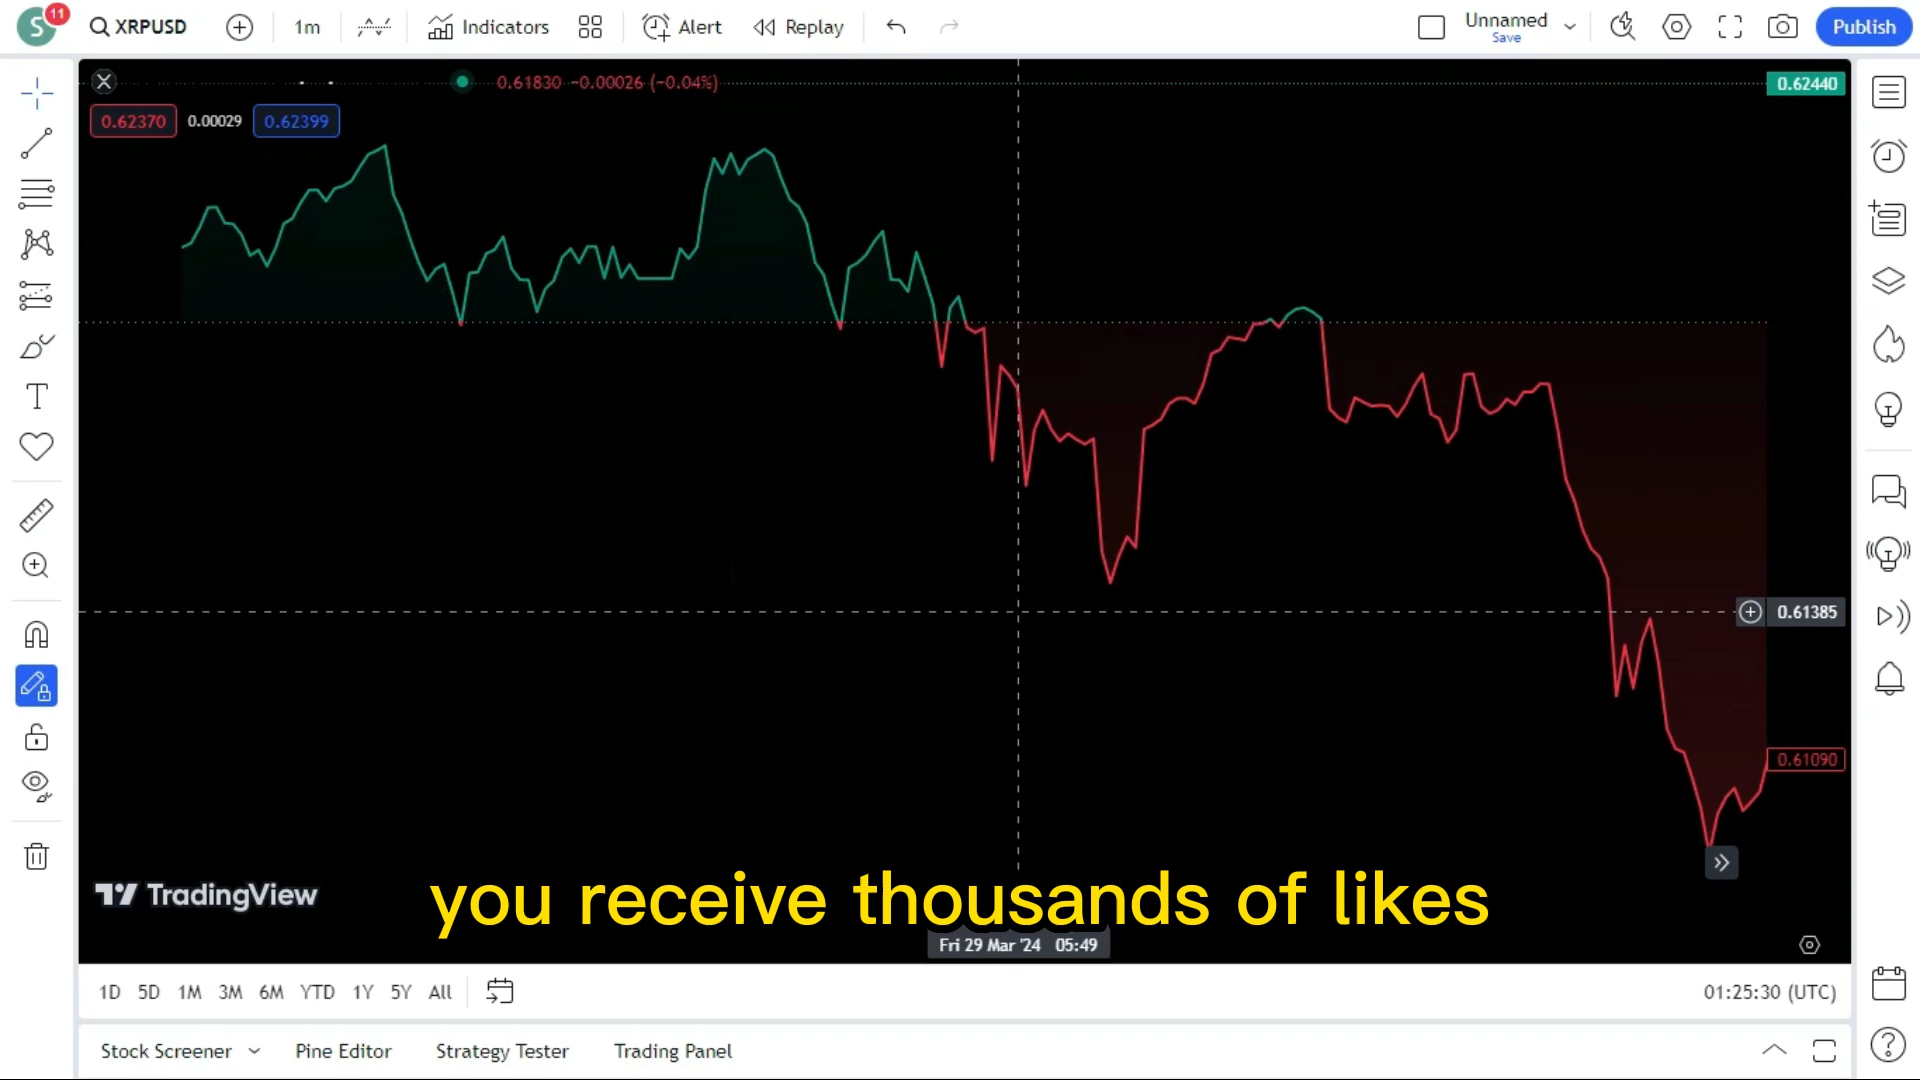 S 11 XRPUSD 1m Indicators Alert Replay Unnamed Publish
Save
0.61830 −0.00026 (−0.04%) 0.62440
0.62370 0.00029 0.62399
0.61385
0.61090
TradingView
you receive thousands of likes
Fri 29 Mar '24 05:49
1D 5D 1M 3M 6M YTD 1Y 5Y All 01:25:30 (UTC)
Stock Screener Pine Editor Strategy Tester Trading Panel